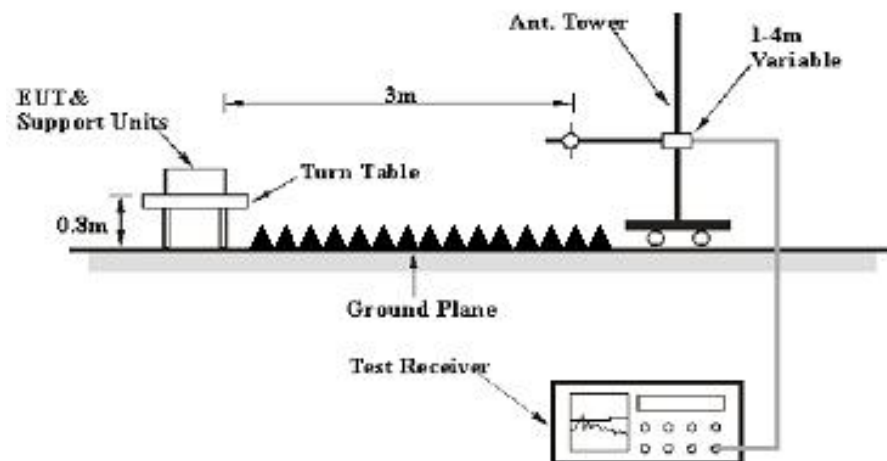 Ant. Tower
1-4m
Variable
EUT&
Support Units
3m
Turn Table
0.8m
Ground Plane
Test Receiver